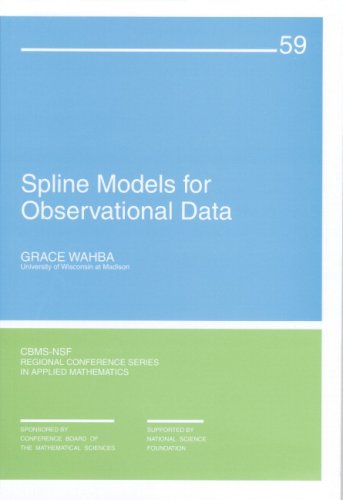 59
Spline Models for
Observational Data
GRACE WAHBA
University of Wisconsin at Madison
CBMS-NSF
REGIONAL CONFERENCE SERIES
IN APPLIED MATHEMATICS
SPONSORED BY
CONFERENCE BOARD OF
THE MATHEMATICAL SCIENCES
SUPPORTED BY
NATIONAL SCIENCE
FOUNDATION